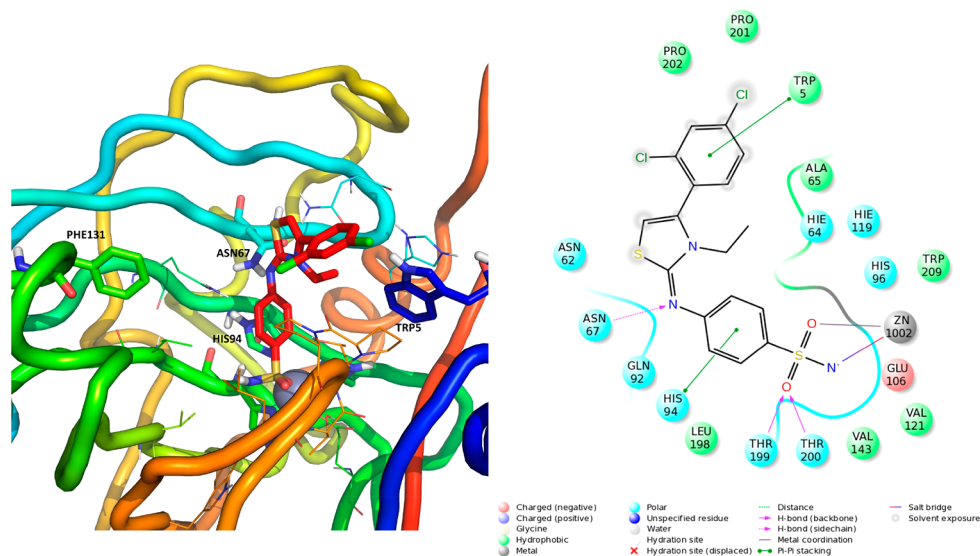 PHE131
ASN67
HIS94
TRP5
PRO
201
PRO
202
TRP
5
Cl
Cl
ALA
65
HIE
64
HIE
119
ASN
62
S
N
HIS
96
TRP
209
ASN
67
N
O
ZN
1002
S
N-
GLN
92
GLU
106
O
HIS
94
LEU
198
THR
199
THR
200
VAL
143
VAL
121
Charged (negative)
Charged (positive)
Glycine
Hydrophobic
Metal
Polar
Unspecified residue
Water
Hydration site
Hydration site (displaced)
Distance
H-bond (backbone)
H-bond (sidechain)
Metal coordination
Pi-Pi stacking
Salt bridge
Solvent exposure